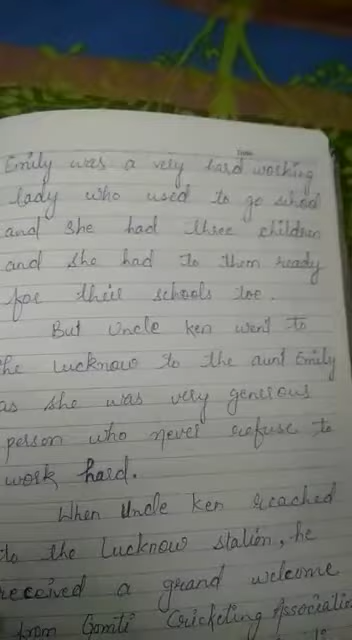 Emily was a very hard working
lady who used to go school
and she had three children
and she had to them ready
for their schools toe.
But Uncle ken went to
he Lucknow to the aunt Emily
as she was very generious
person who never refuse to
work hard.
When Uncle Ken reached
to the Lucknow station, he
received a grand welcome
from Gomti Cricketing Association